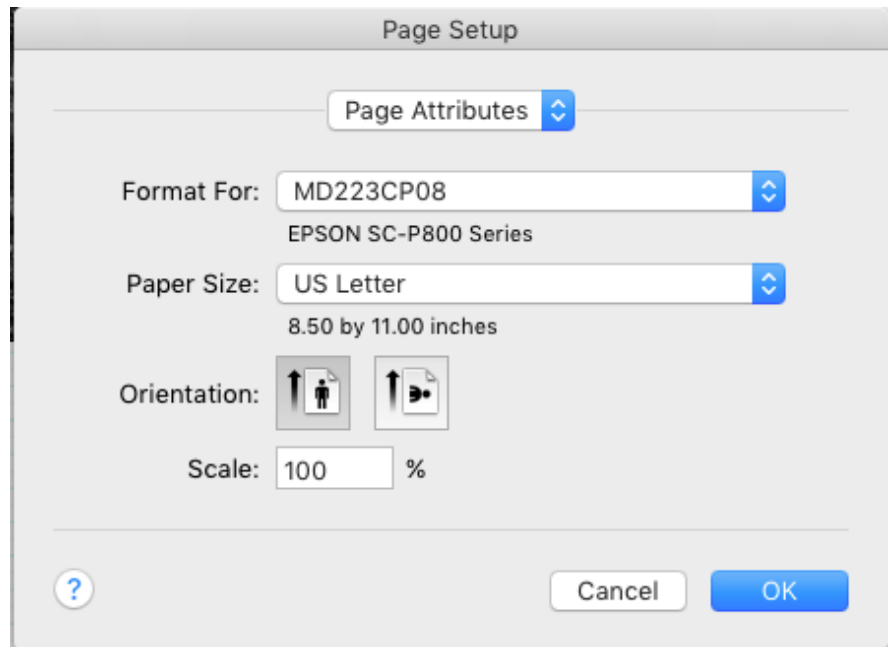 Page Setup
Page Attributes
Format For: MD223CP08
EPSON SC-P800 Series
Paper Size: US Letter
8.50 by 11.00 inches
Orientation:
Scale: 100 %
? Cancel OK